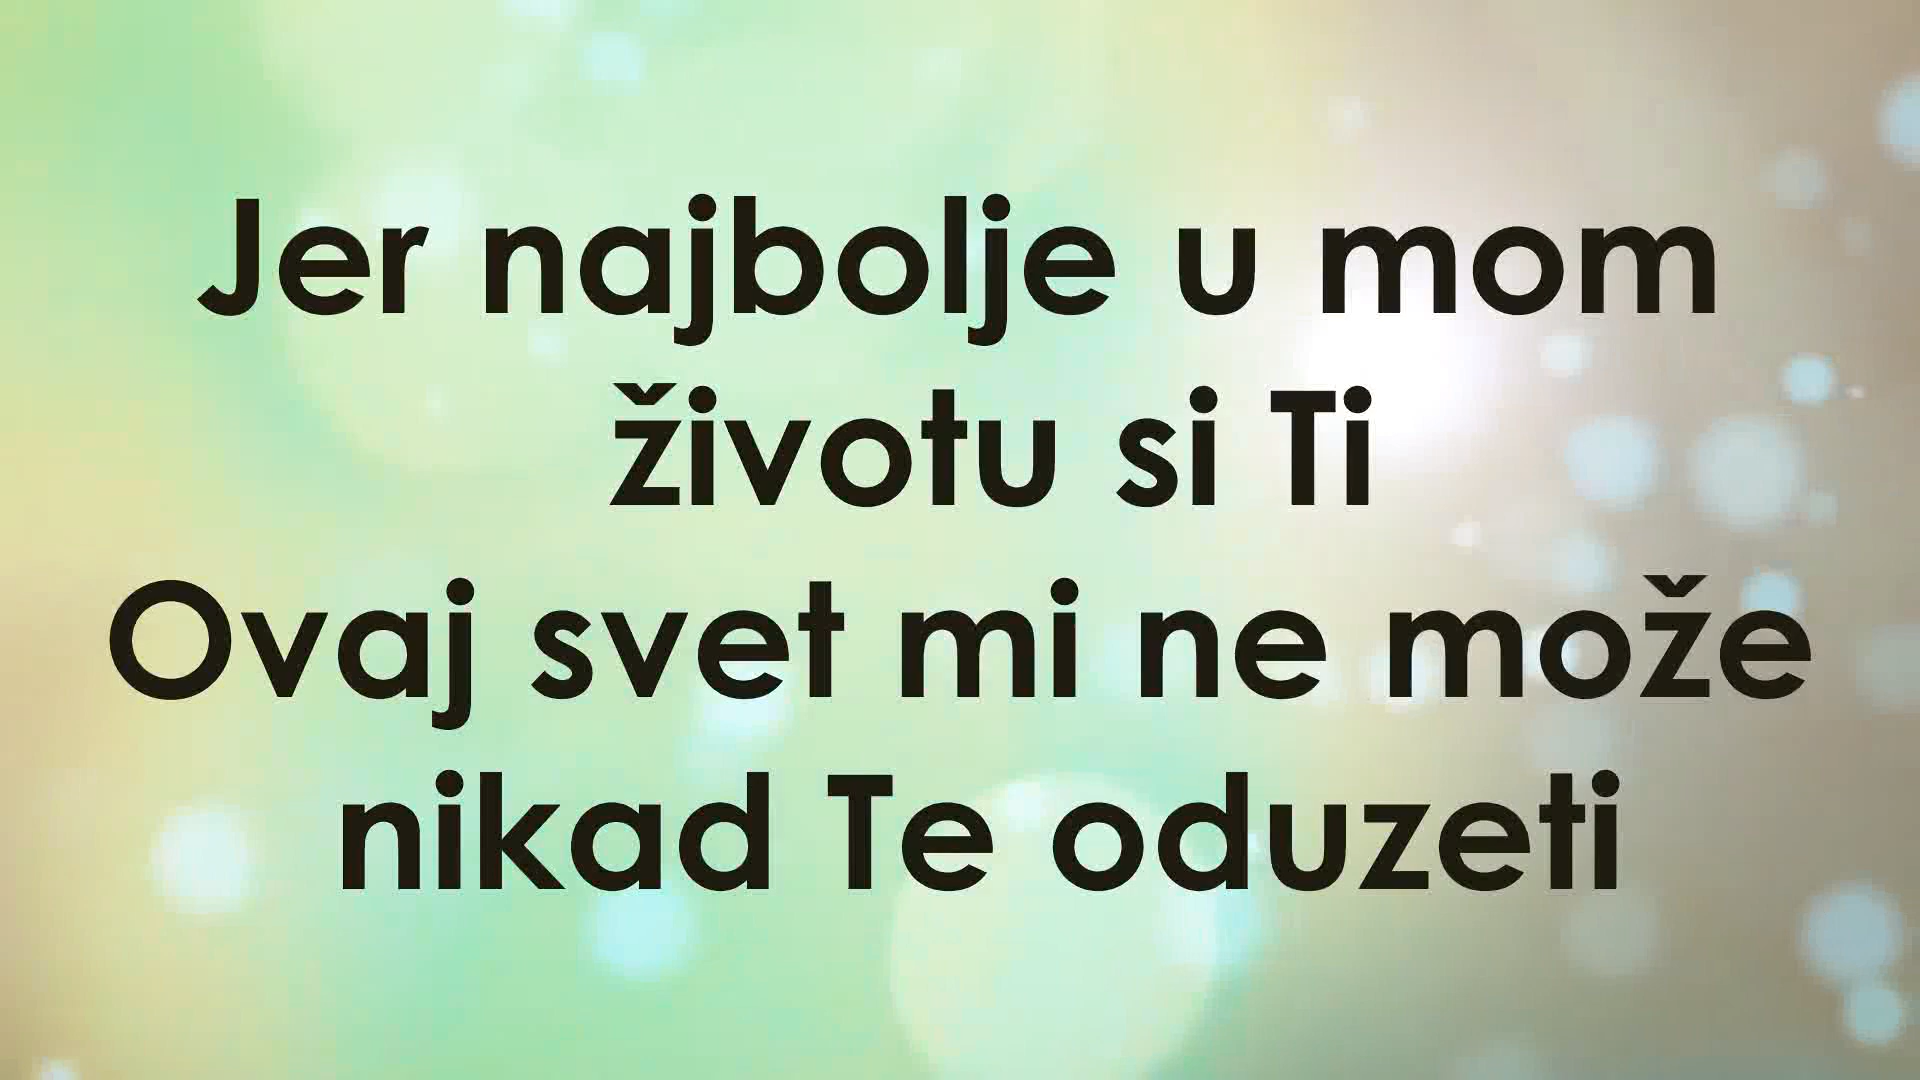 Jer najbolje u mom
životu si Ti
Ovaj svet mi ne može
nikad Te oduzeti